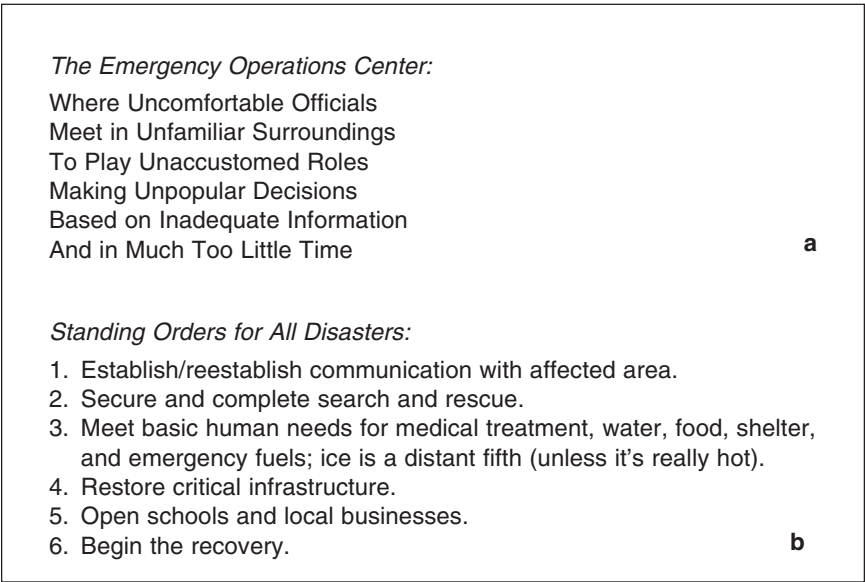 The Emergency Operations Center:
Where Uncomfortable Officials
Meet in Unfamiliar Surroundings
To Play Unaccustomed Roles
Making Unpopular Decisions
Based on Inadequate Information
And in Much Too Little Time
a
Standing Orders for All Disasters:
1. Establish/reestablish communication with affected area.
2. Secure and complete search and rescue.
3. Meet basic human needs for medical treatment, water, food, shelter,
and emergency fuels; ice is a distant fifth (unless it's really hot).
4. Restore critical infrastructure.
5. Open schools and local businesses.
6. Begin the recovery.
b